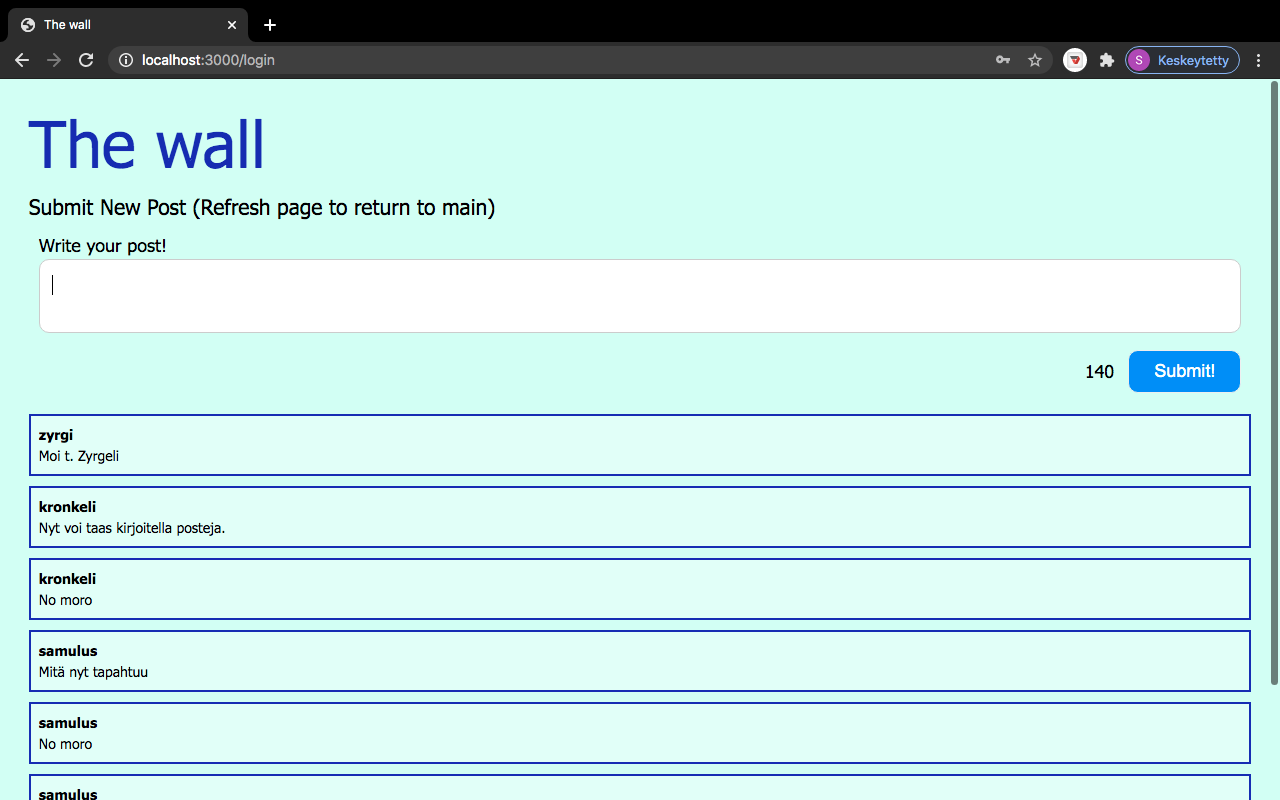 The wall
localhost:3000/login
S
Keskeytetty
The wall
Submit New Post (Refresh page to return to main)
Write your post!
140
Submit!
zyrgi
Moi t. Zyrgeli
kronkeli
Nyt voi taas kirjoitella posteja.
kronkeli
No moro
samulus
Mitä nyt tapahtuu
samulus
No moro
samulus